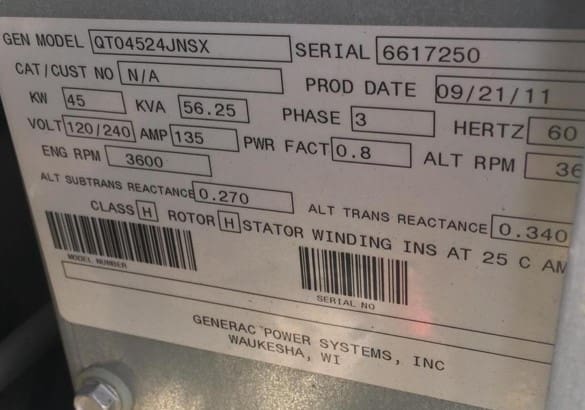 GEN MODEL QT04524JNSX SERIAL 6617250
CAT/CUST NO N/A PROD DATE 09/21/11
KW 45 KVA 56.25 PHASE 3 HERTZ 60
VOLT 120/240 AMP 135 PWR FACT 0.8 ALT RPM 36
ENG RPM 3600
ALT SUBTRANS REACTANCE 0.270 ALT TRANS REACTANCE 0.340
CLASS H ROTOR H STATOR WINDING INS AT 25 C AM
MODEL NUMBER
SERIAL NO
GENERAC POWER SYSTEMS, INC
WAUKESHA, WI